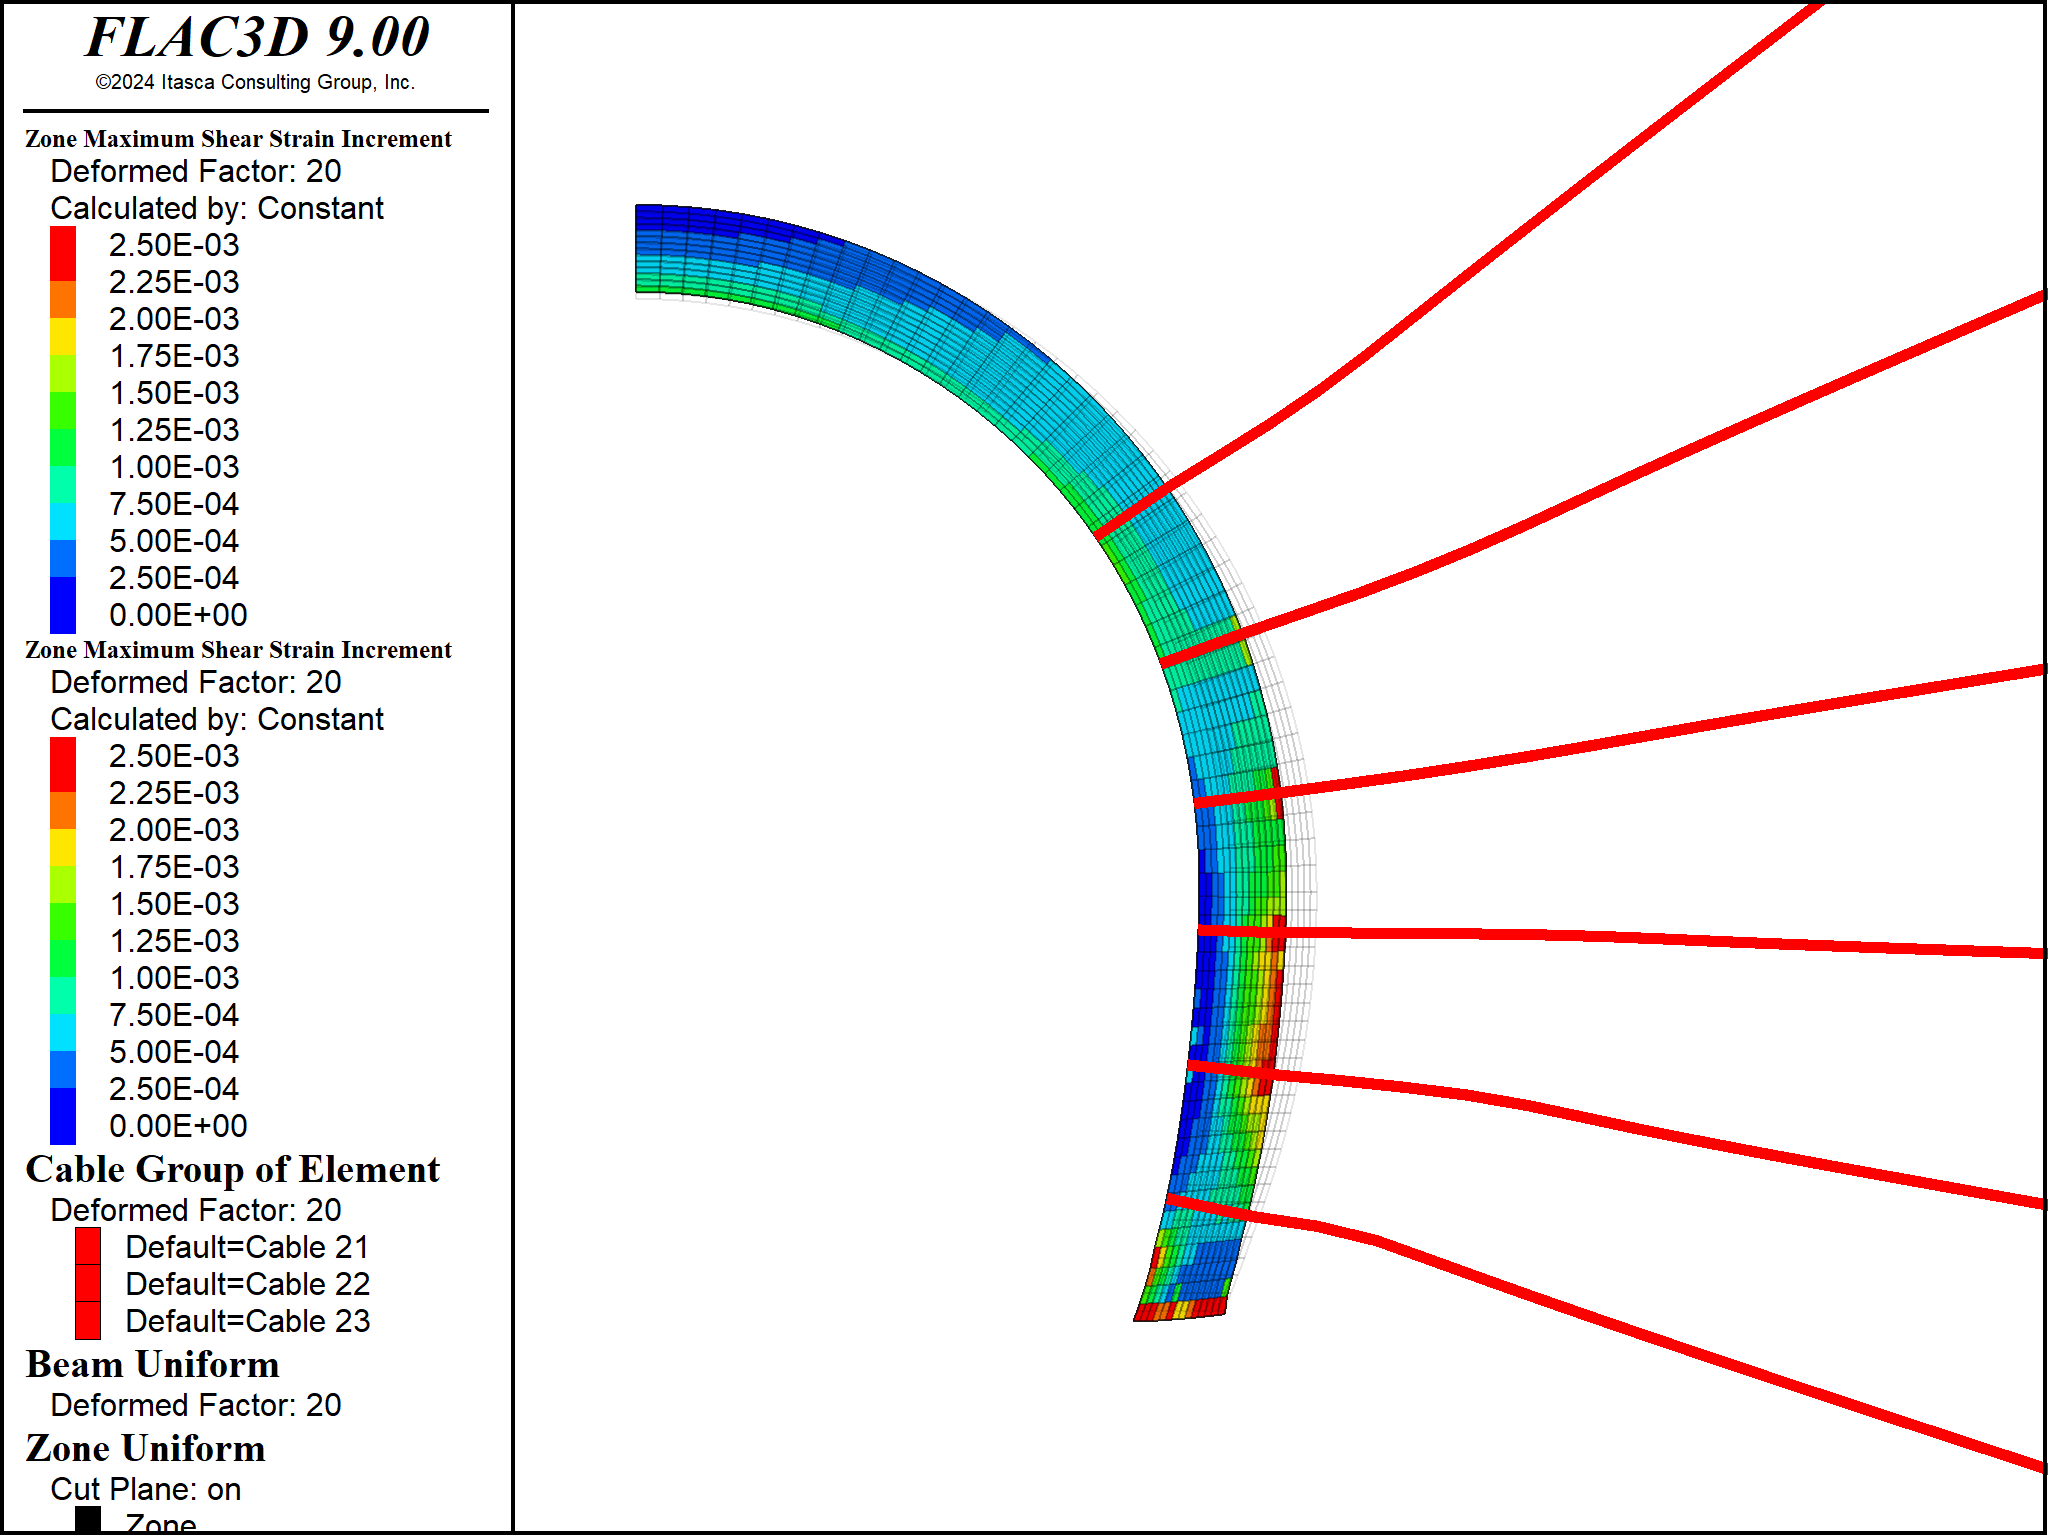 FLAC3D 9.00
©2024 Itasca Consulting Group, Inc.
Zone Maximum Shear Strain Increment
Deformed Factor: 20
Calculated by: Constant
2.50E-03
2.25E-03
2.00E-03
1.75E-03
1.50E-03
1.25E-03
1.00E-03
7.50E-04
5.00E-04
2.50E-04
0.00E+00
Zone Maximum Shear Strain Increment
Deformed Factor: 20
Calculated by: Constant
2.50E-03
2.25E-03
2.00E-03
1.75E-03
1.50E-03
1.25E-03
1.00E-03
7.50E-04
5.00E-04
2.50E-04
0.00E+00
Cable Group of Element
Deformed Factor: 20
Default=Cable 21
Default=Cable 22
Default=Cable 23
Beam Uniform
Deformed Factor: 20
Zone Uniform
Cut Plane: on
Zone